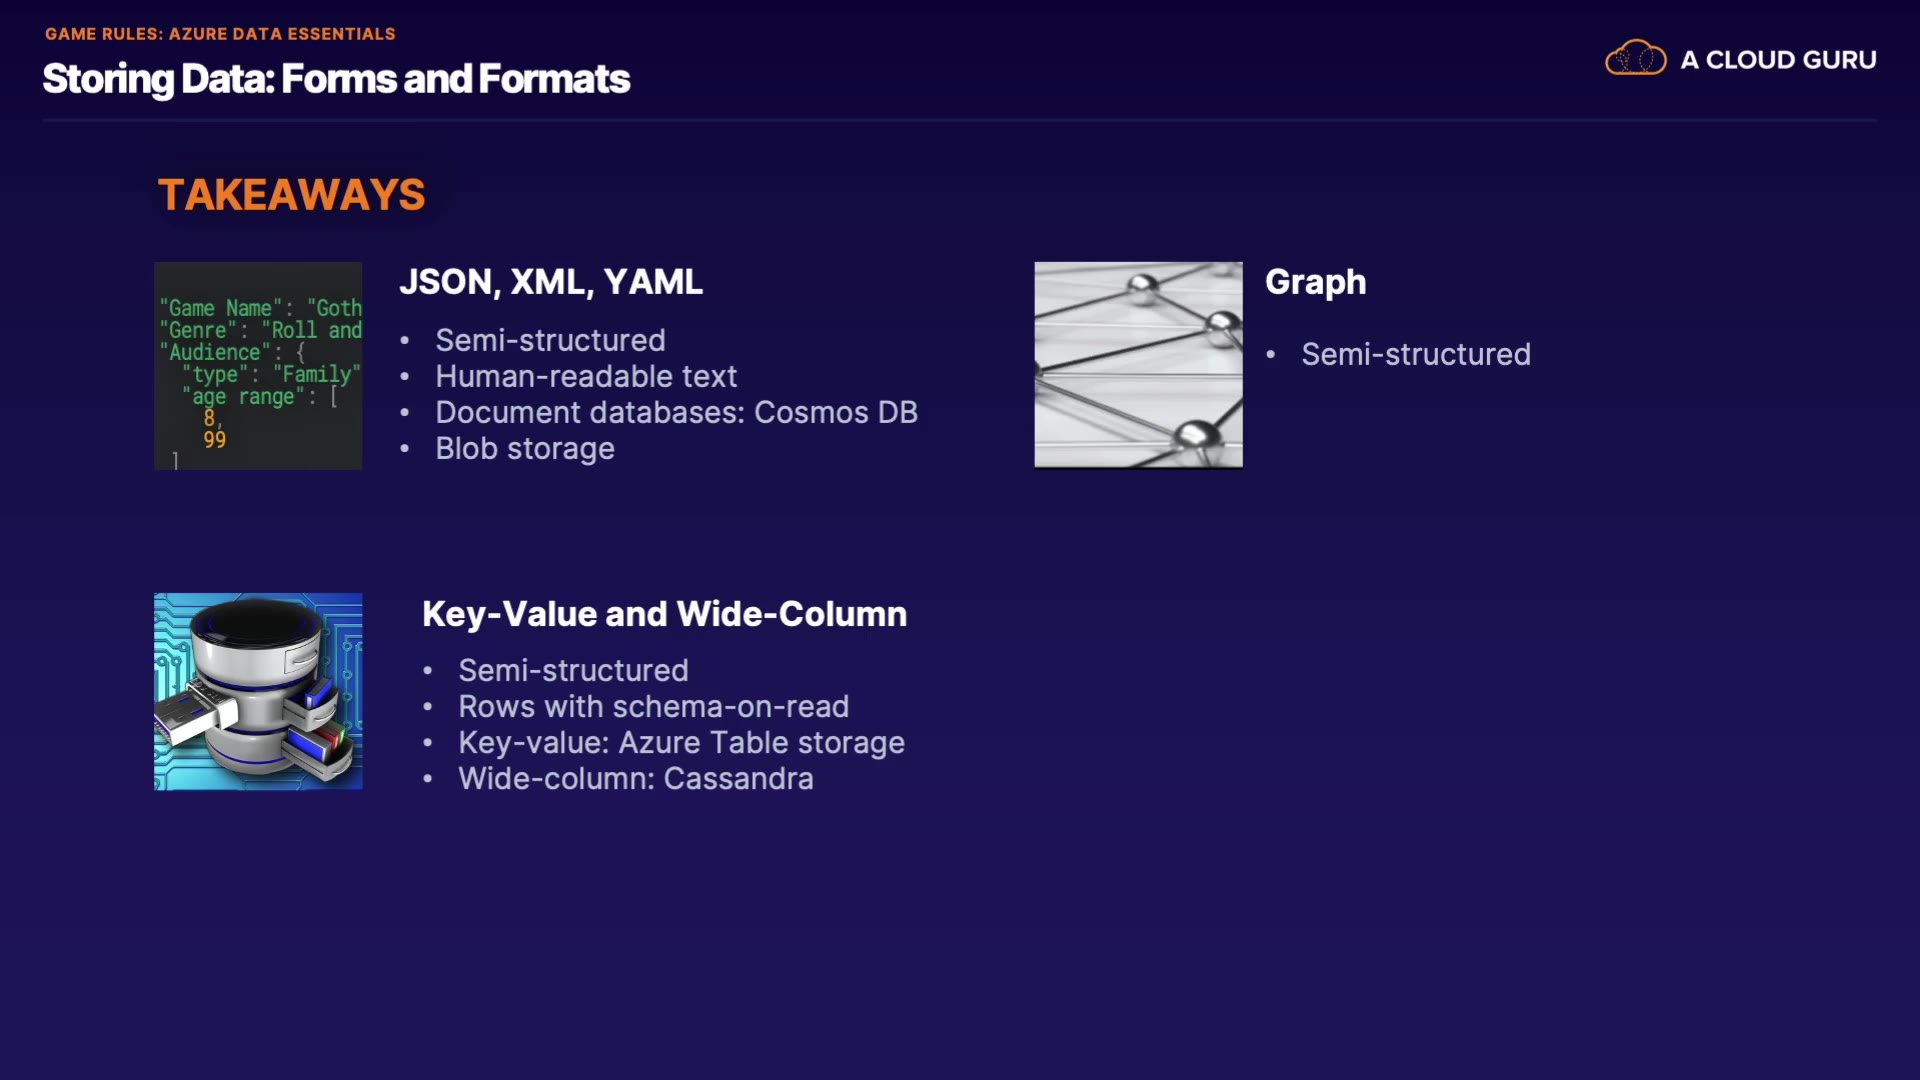 GAME RULES: AZURE DATA ESSENTIALS
Storing Data: Forms and Formats
A CLOUD GURU
TAKEAWAYS
"Game Name": "Goth
"Genre": "Roll and
"Audience": {
"type": "Family"
"age range": [
8,
99
]
JSON, XML, YAML
• Semi-structured
• Human-readable text
• Document databases: Cosmos DB
• Blob storage
Graph
• Semi-structured
Key-Value and Wide-Column
• Semi-structured
• Rows with schema-on-read
• Key-value: Azure Table storage
• Wide-column: Cassandra